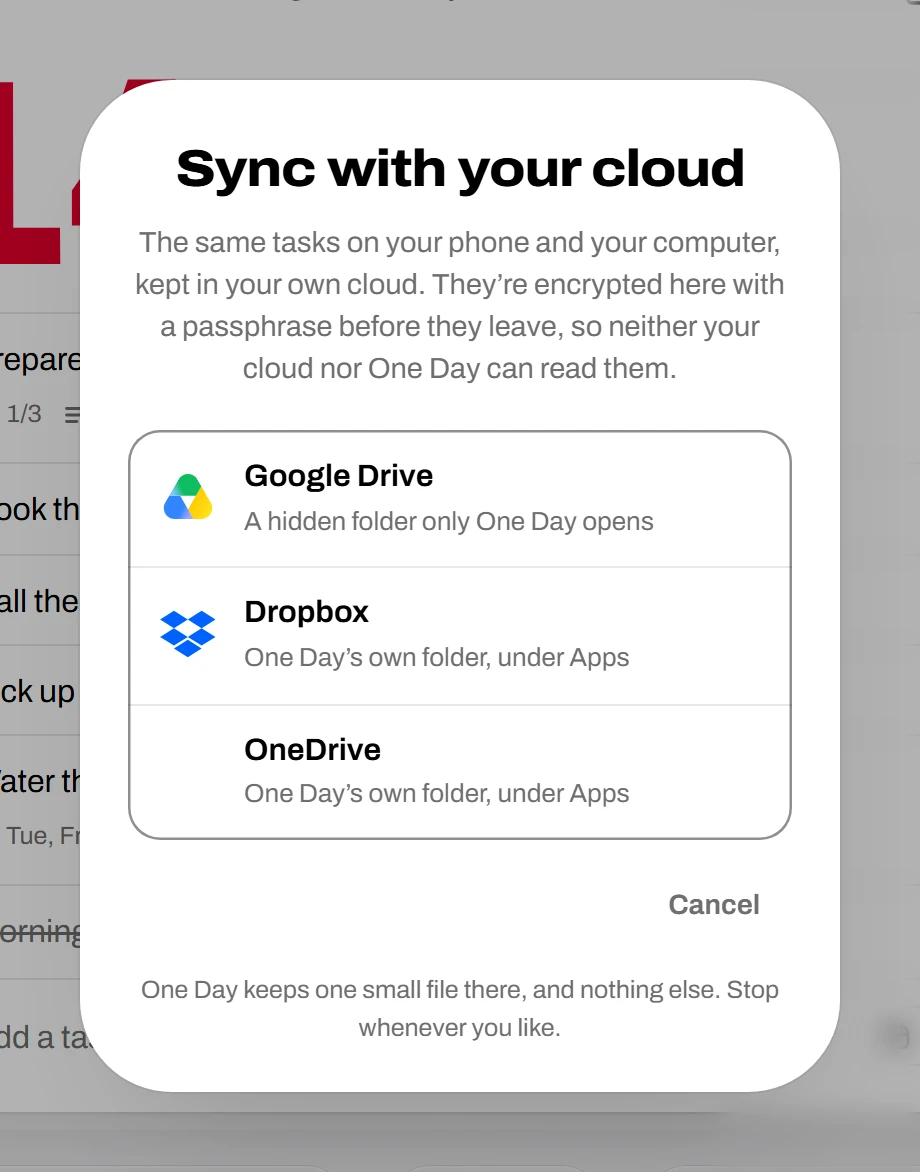 Sync with your cloud
The same tasks on your phone and your computer,
kept in your own cloud. They’re encrypted here with
a passphrase before they leave, so neither your
cloud nor One Day can read them.
Google Drive
A hidden folder only One Day opens
Dropbox
One Day’s own folder, under Apps
OneDrive
One Day’s own folder, under Apps
Cancel
One Day keeps one small file there, and nothing else. Stop
whenever you like.
1/3
Tue,